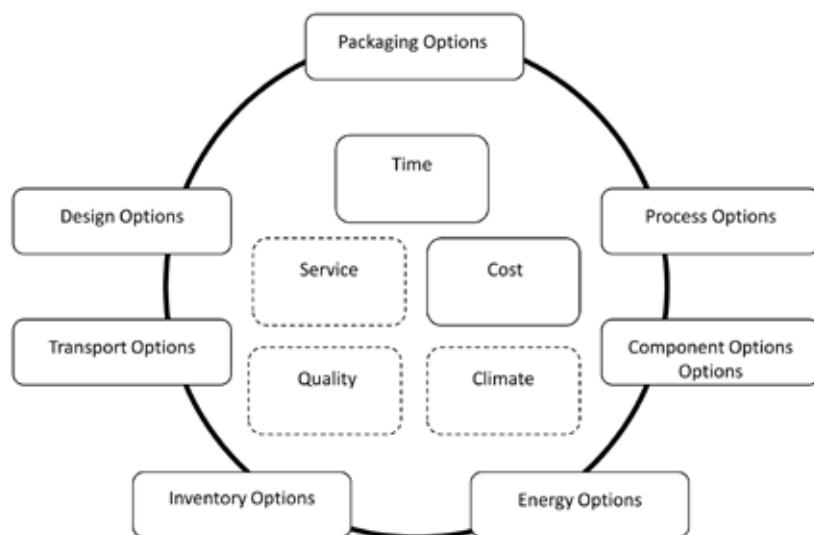 Packaging Options
Time
Design Options
Process Options
Service
Cost
Transport Options
Component Options
Options
Quality
Climate
Inventory Options
Energy Options